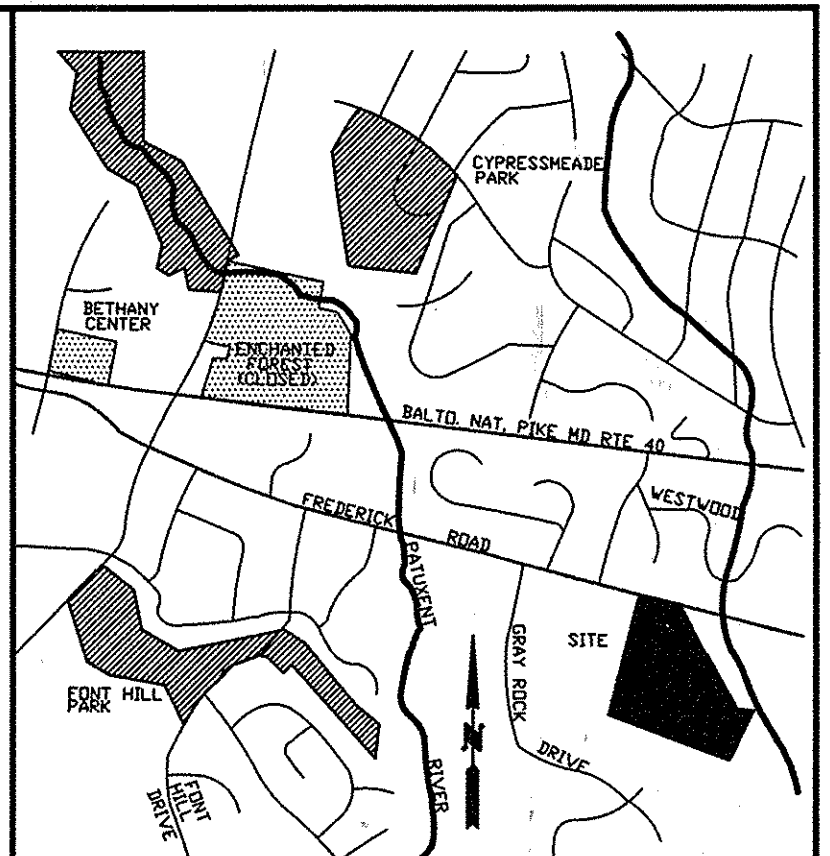 CYPRESSMEADE
PARK
BETHANY
CENTER
ENCHANTED
FOREST
(CLOSED)
BALTO. NAT. PIKE MD RTE 40
WESTWOOD
FREDERICK
ROAD
PATUXENT
RIVER
GRAY ROCK
DRIVE
SITE
FONT HILL
PARK
N
FONT
HILL
DRIVE